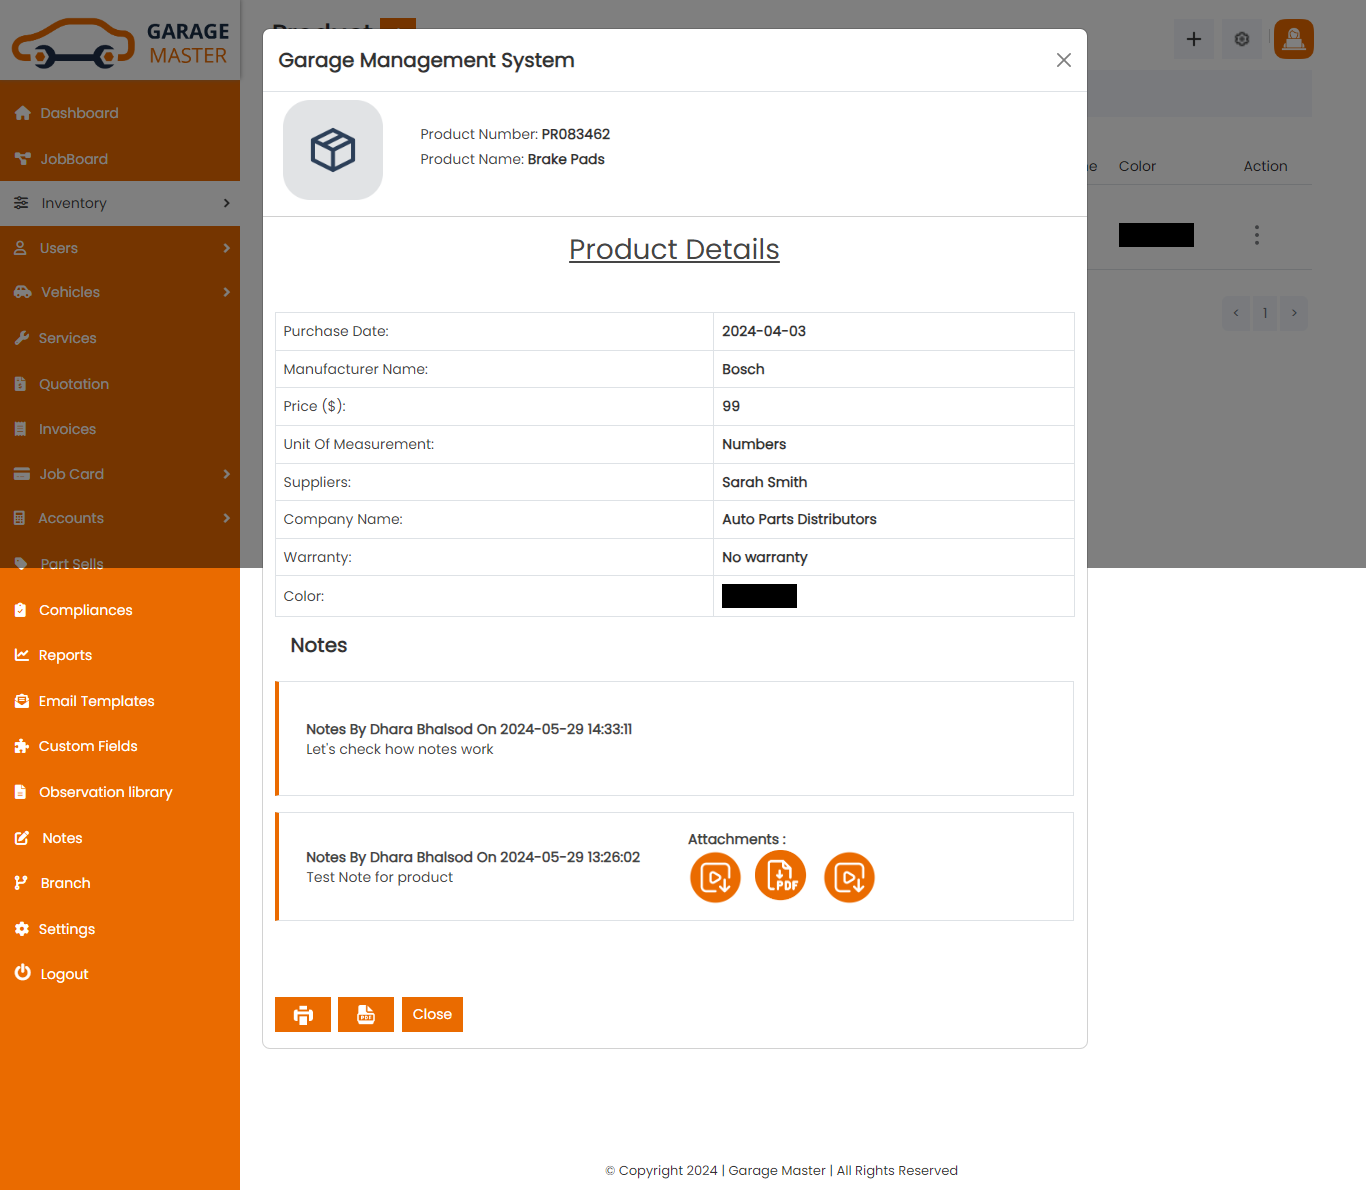 GARAGE
MASTER
Dashboard
JobBoard
Inventory
Users
Vehicles
Services
Quotation
Invoices
Job Card
Accounts
Part Sells
Compliances
Reports
Email Templates
Custom Fields
Observation library
Notes
Branch
Settings
Logout
Product
Garage Management System
Product Number: PR083462
Product Name: Brake Pads
Product Details
Purchase Date: 2024-04-03
Manufacturer Name: Bosch
Price ($): 99
Unit Of Measurement: Numbers
Suppliers: Sarah Smith
Company Name: Auto Parts Distributors
Warranty: No warranty
Color:
Notes
Notes By Dhara Bhalsod On 2024-05-29 14:33:11
Let's check how notes work
Notes By Dhara Bhalsod On 2024-05-29 13:26:02
Test Note for product
Attachments :
PDF
PDF
Close
Color Action
< 1 >
© Copyright 2024 | Garage Master | All Rights Reserved